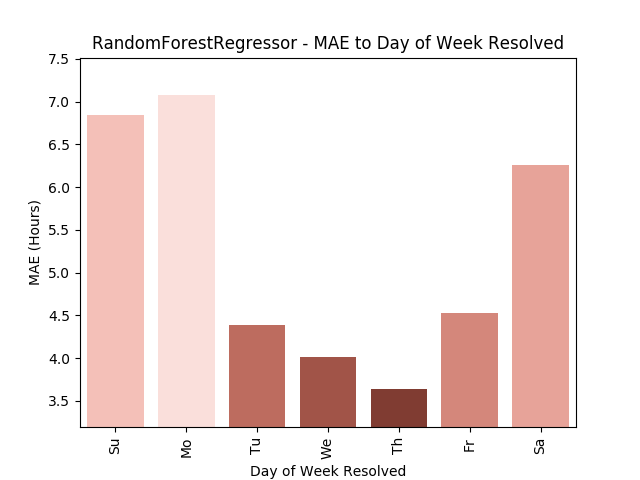 RandomForestRegressor - MAE to Day of Week Resolved
7.5
7.0
6.5
6.0
5.5
5.0
4.5
4.0
3.5
MAE (Hours)
Su Mo Tu We Th Fr Sa
Day of Week Resolved